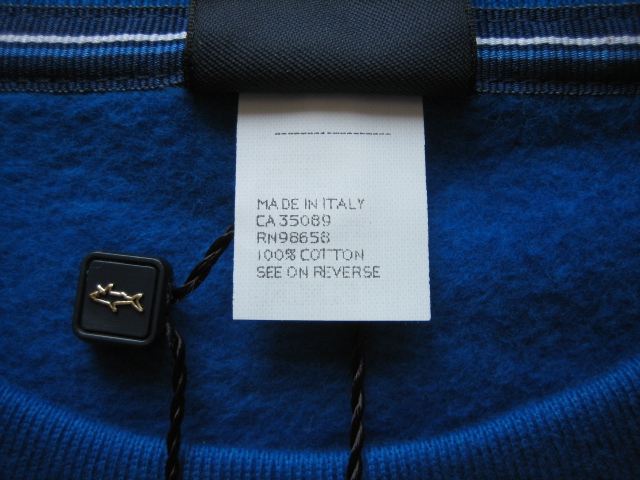 MADE IN ITALY
CA 35089
RN98658
100% COTTON
SEE ON REVERSE